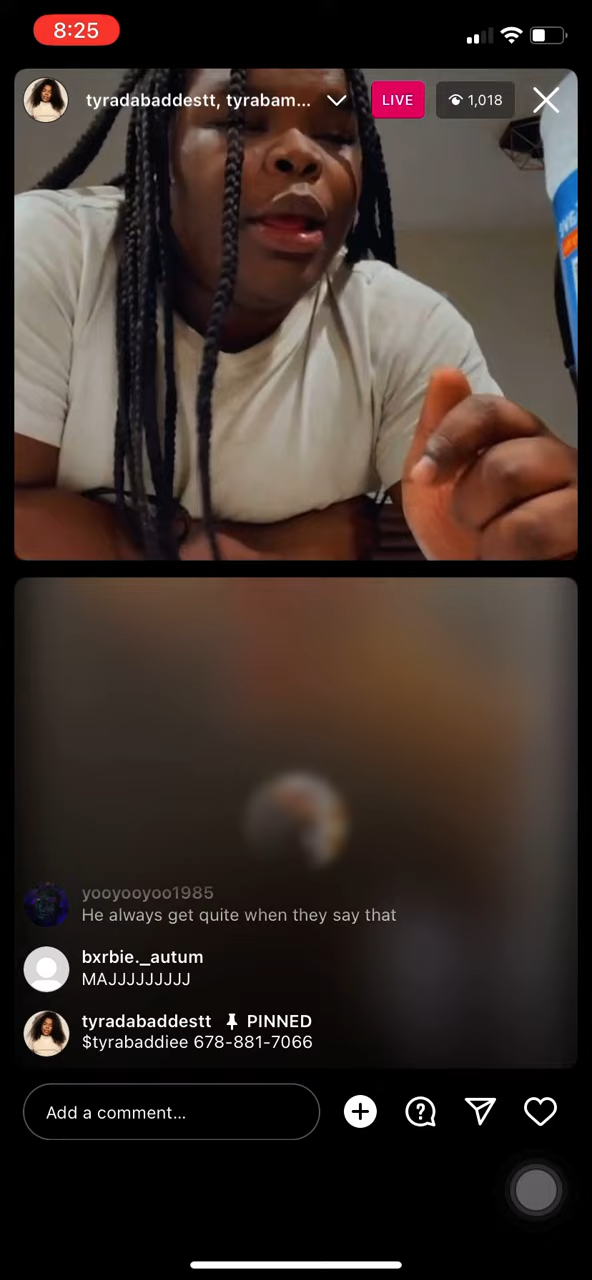 8:25
tyradabaddestt, tyrabam...
LIVE
1,018
yooyooyoo1985
He always get quite when they say that
bxrbie._autum
MAJJJJJJJJJ
tyradabaddestt PINNED
$tyrabaddiee 678-881-7066
Add a comment...